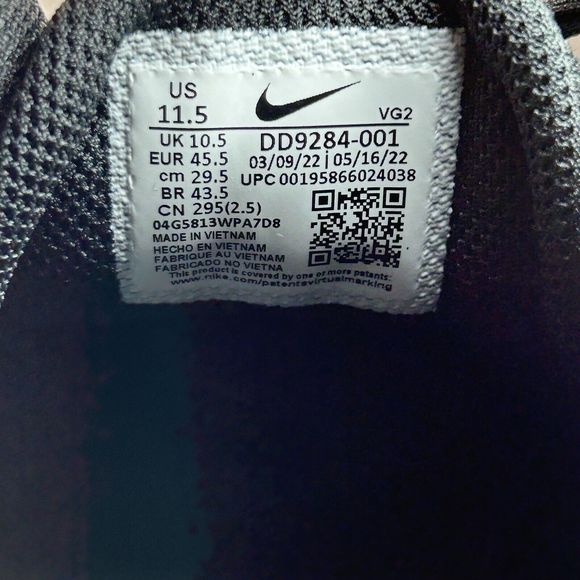 US
11.5
VG2
UK 10.5
EUR 45.5
cm 29.5
BR 43.5
CN 295(2.5)
DD9284-001
03/09/22 | 05/16/22
UPC 00195866024038
04G5813WPA7D8
MADE IN VIETNAM
HECHO EN VIETNAM
FABRIQUE AU VIETNAM
FABRICADO NO VIETNA
This product is covered by one or more patents:
www.nike.com/patentsvirtualmarking